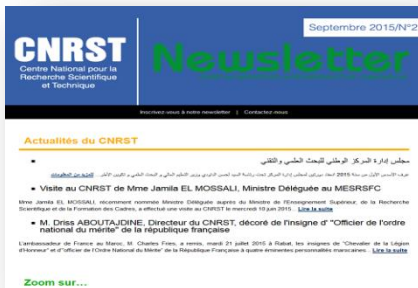 Septembre 2015/N°2
CNRST
Centre National pour la
Recherche Scientifique
et Technique
Newsletter
Inscrivez-vous à notre newsletter | Contactez-nous
Actualités du CNRST
مجلس إدارة المركز الوطني للبحث العلمي والتقني
للمزيد من المعلومات
Visite au CNRST de Mme Jamila EL MOSSALI, Ministre Déléguée au MESRSFC
Mme Jamila EL MOSSALI, récemment nommée Ministre Déléguée auprès du Ministre de l'Enseignement Supérieur, de la Recherche
Scientifique et de la Formation des Cadres, a effectué une visite au CNRST le mercredi 10 juin 2015. Lire la suite
M. Driss ABOUTAJDINE, Directeur du CNRST, décoré de l'insigne d' "Officier de l'ordre
national du mérite" de la république française
L'ambassadeur de France au Maroc, M. Charles Fries, a remis, mardi 21 juillet 2015 à Rabat, les insignes de "Chevalier de la Légion
d'Honneur" et d'"officier de l'Ordre National du Mérite" de la République Française à quatre éminentes personnalités marocaines... Lire la suite
Zoom sur...